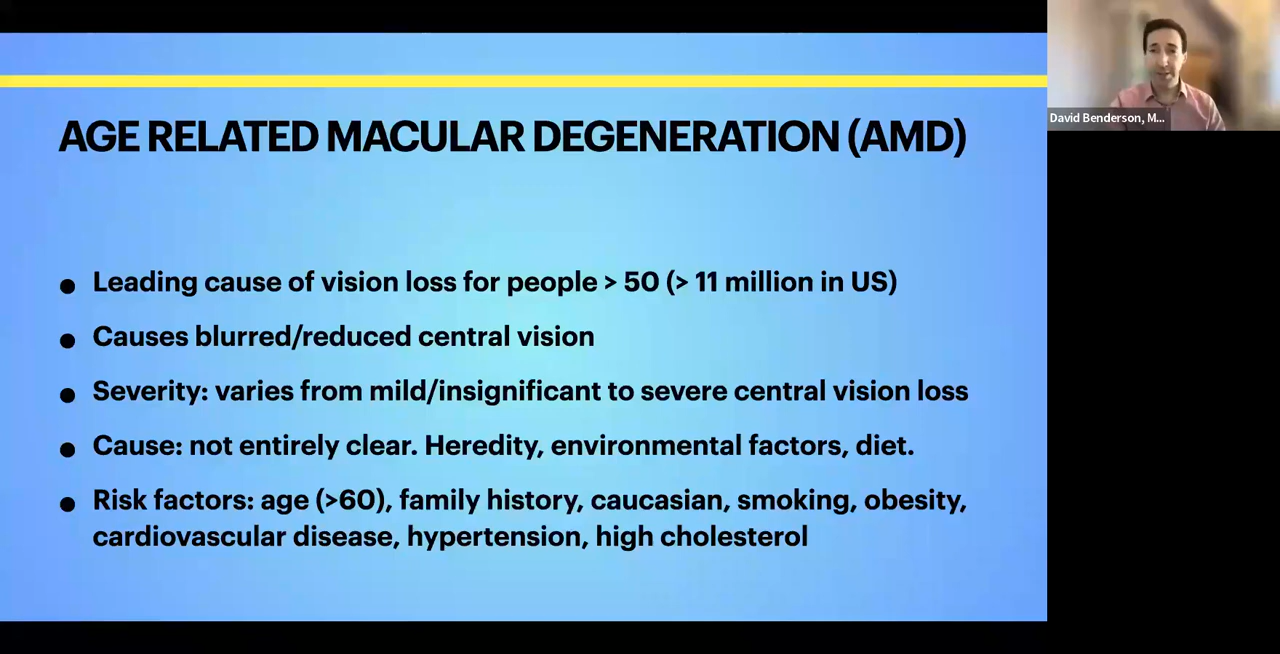 AGE RELATED MACULAR DEGENERATION (AMD)
David Benderson, M...
● Leading cause of vision loss for people > 50 (> 11 million in US)
● Causes blurred/reduced central vision
● Severity: varies from mild/insignificant to severe central vision loss
● Cause: not entirely clear. Heredity, environmental factors, diet.
● Risk factors: age (>60), family history, caucasian, smoking, obesity,
cardiovascular disease, hypertension, high cholesterol